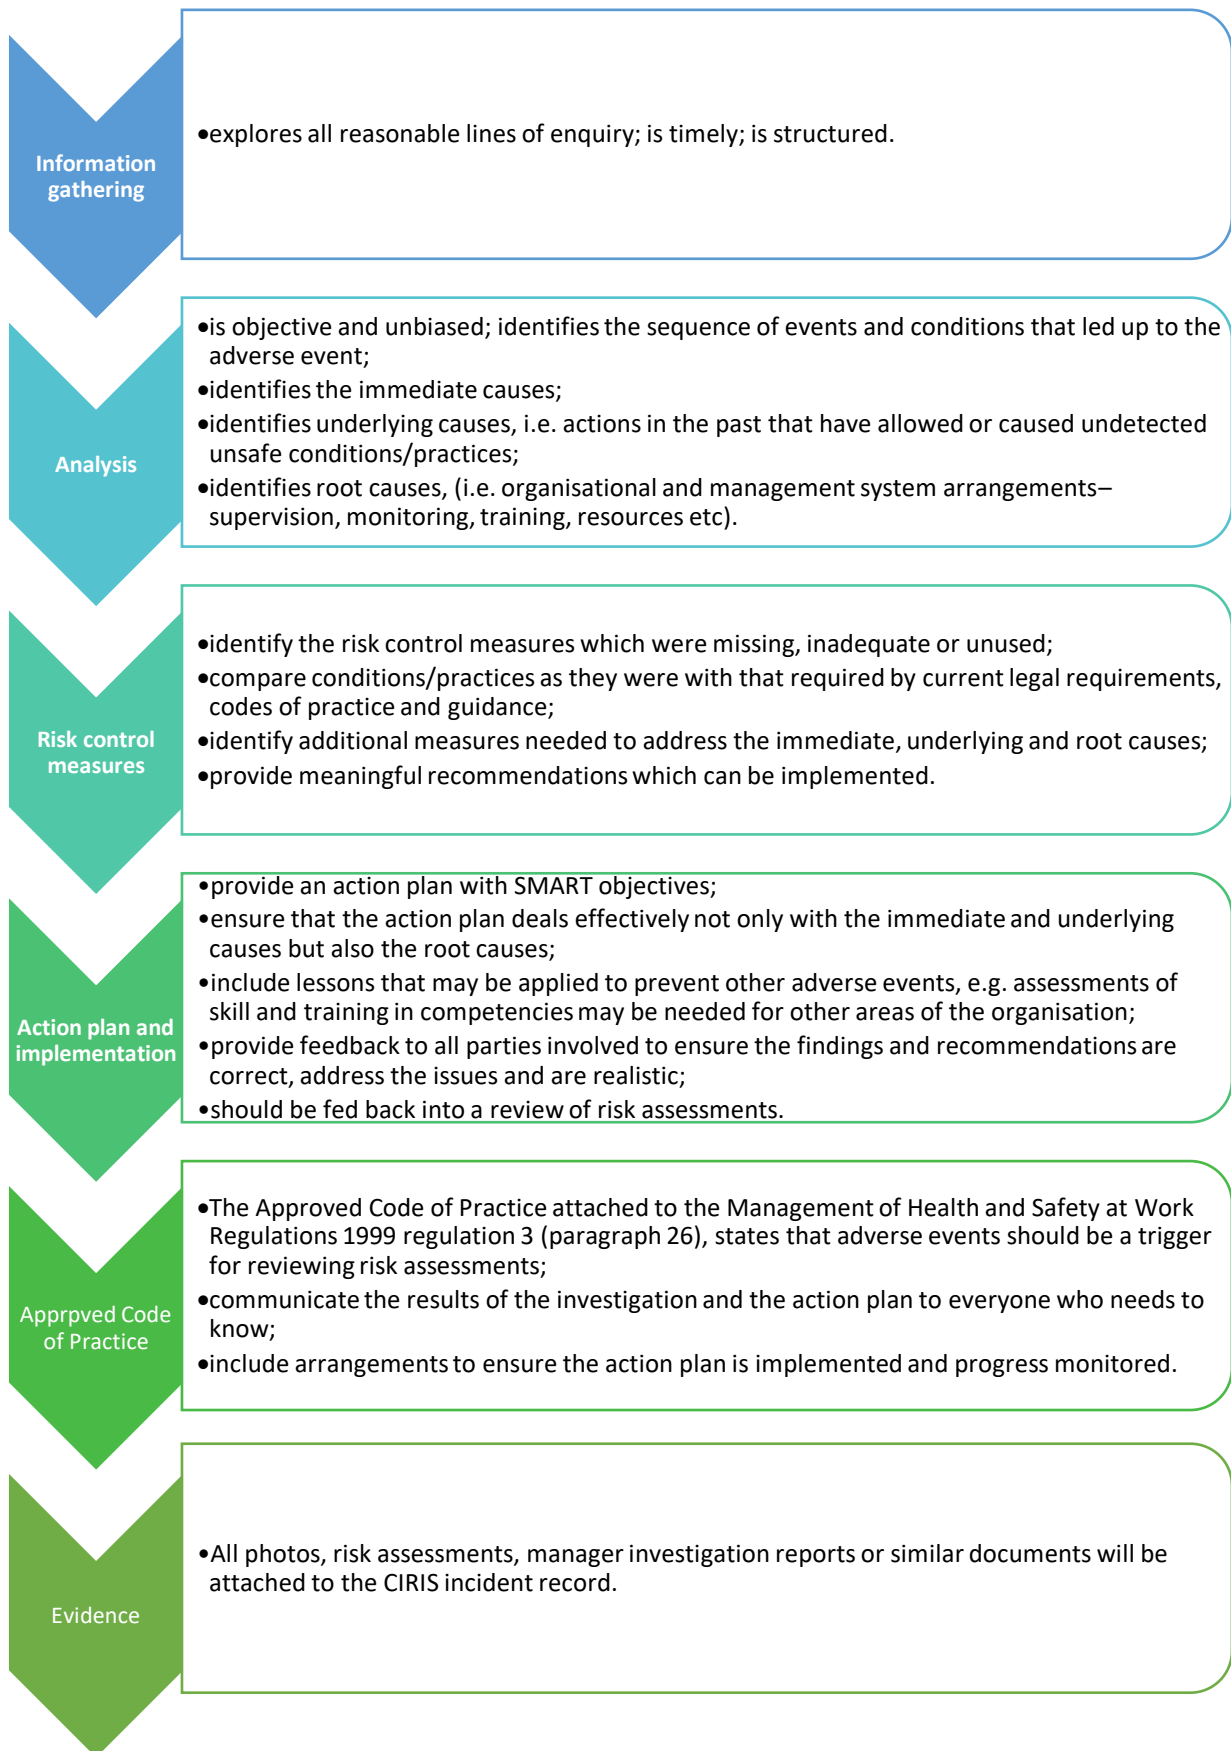 Information
gathering
•explores all reasonable lines of enquiry; is timely; is structured.
Analysis
•is objective and unbiased; identifies the sequence of events and conditions that led up to the
adverse event;
•identifies the immediate causes;
•identifies underlying causes, i.e. actions in the past that have allowed or caused undetected
unsafe conditions/practices;
•identifies root causes, (i.e. organisational and management system arrangements–
supervision, monitoring, training, resources etc).
Risk control
measures
•identify the risk control measures which were missing, inadequate or unused;
•compare conditions/practices as they were with that required by current legal requirements,
codes of practice and guidance;
•identify additional measures needed to address the immediate, underlying and root causes;
•provide meaningful recommendations which can be implemented.
Action plan and
implementation
•provide an action plan with SMART objectives;
•ensure that the action plan deals effectively not only with the immediate and underlying
causes but also the root causes;
•include lessons that may be applied to prevent other adverse events, e.g. assessments of
skill and training in competencies may be needed for other areas of the organisation;
•provide feedback to all parties involved to ensure the findings and recommendations are
correct, address the issues and are realistic;
•should be fed back into a review of risk assessments.
Apprpved Code
of Practice
•The Approved Code of Practice attached to the Management of Health and Safety at Work
Regulations 1999 regulation 3 (paragraph 26), states that adverse events should be a trigger
for reviewing risk assessments;
•communicate the results of the investigation and the action plan to everyone who needs to
know;
•include arrangements to ensure the action plan is implemented and progress monitored.
Evidence
•All photos, risk assessments, manager investigation reports or similar documents will be
attached to the CIRIS incident record.